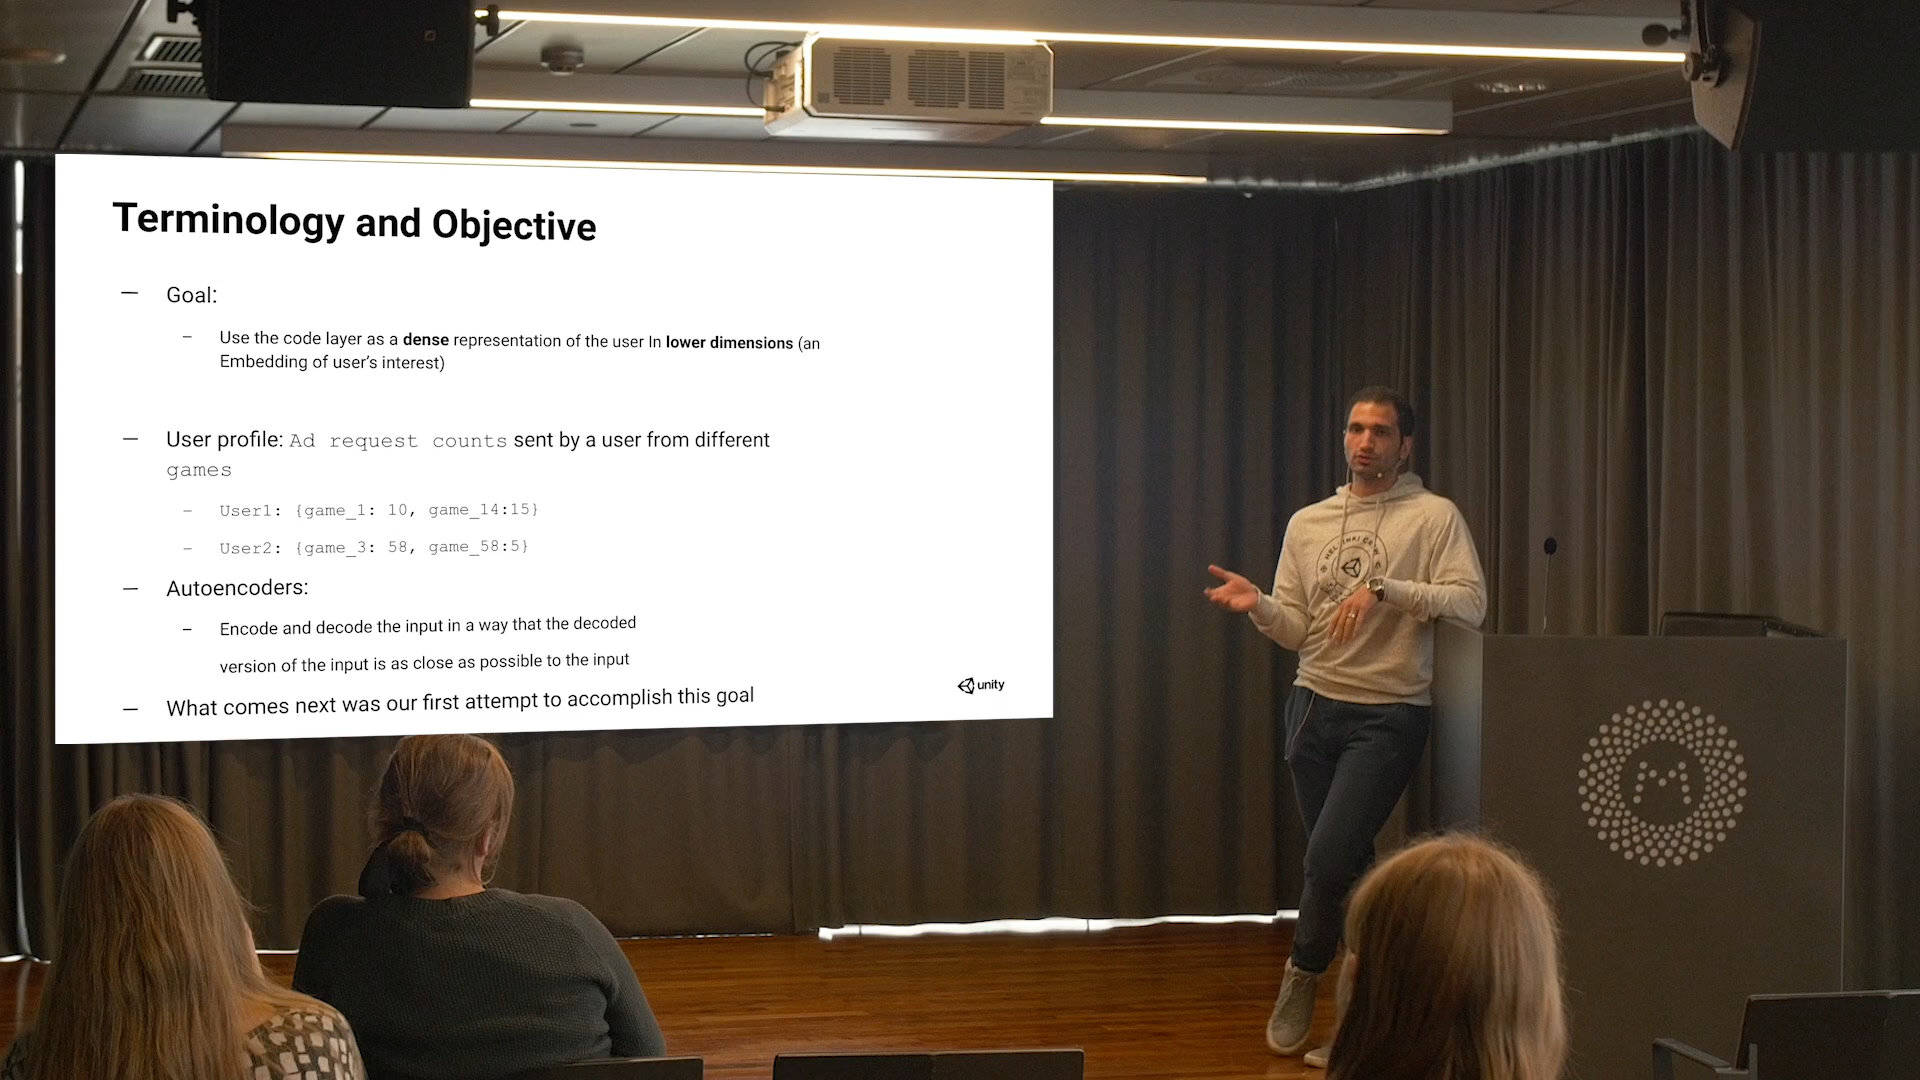 Terminology and Objective
— Goal:
– Use the code layer as a dense representation of the user In lower dimensions (an
Embedding of user's interest)
— User profile: Ad request counts sent by a user from different
games
– User1: {game_1: 10, game_14:15}
– User2: {game_3: 58, game_58:5}
— Autoencoders:
– Encode and decode the input in a way that the decoded
version of the input is as close as possible to the input
— What comes next was our first attempt to accomplish this goal
unity
M